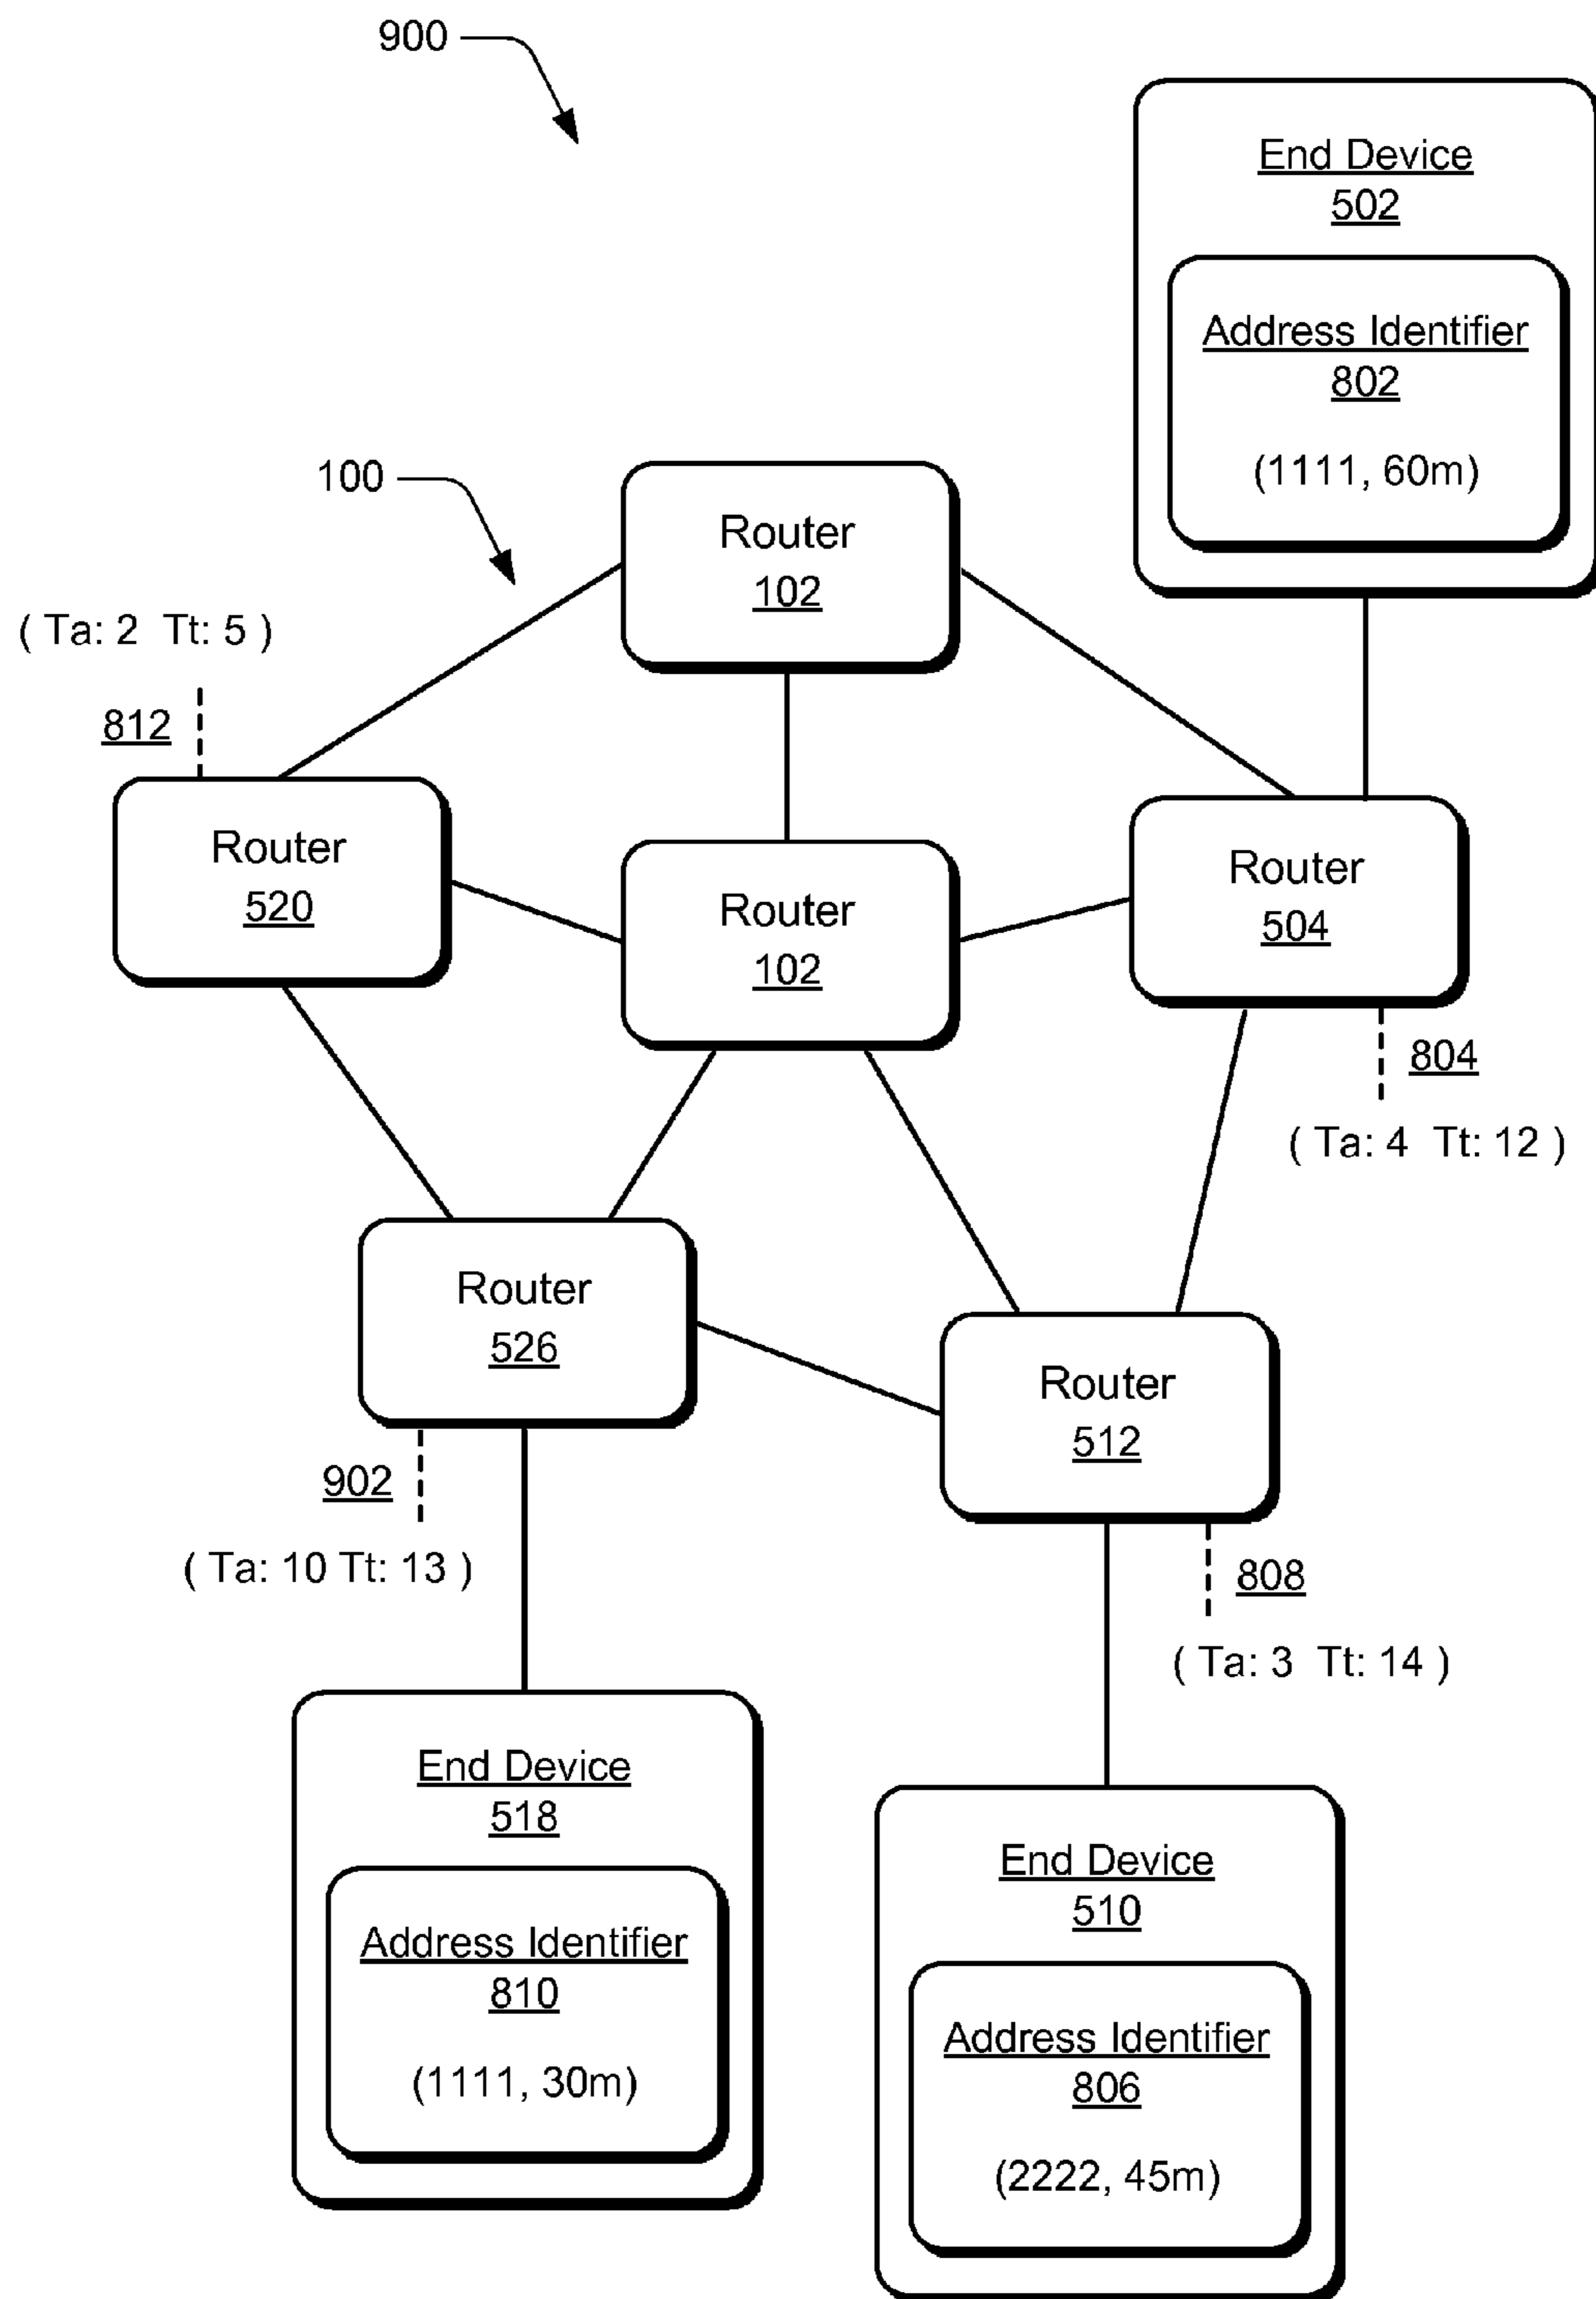 900
End Device
502
Address Identifier
802
(1111, 60m)
100
Router
102
( Ta: 2 Tt: 5 )
812
Router
520
Router
102
Router
504
804
( Ta: 4 Tt: 12 )
Router
526
Router
512
902
( Ta: 10 Tt: 13 )
808
( Ta: 3 Tt: 14 )
End Device
518
Address Identifier
810
(1111, 30m)
End Device
510
Address Identifier
806
(2222, 45m)